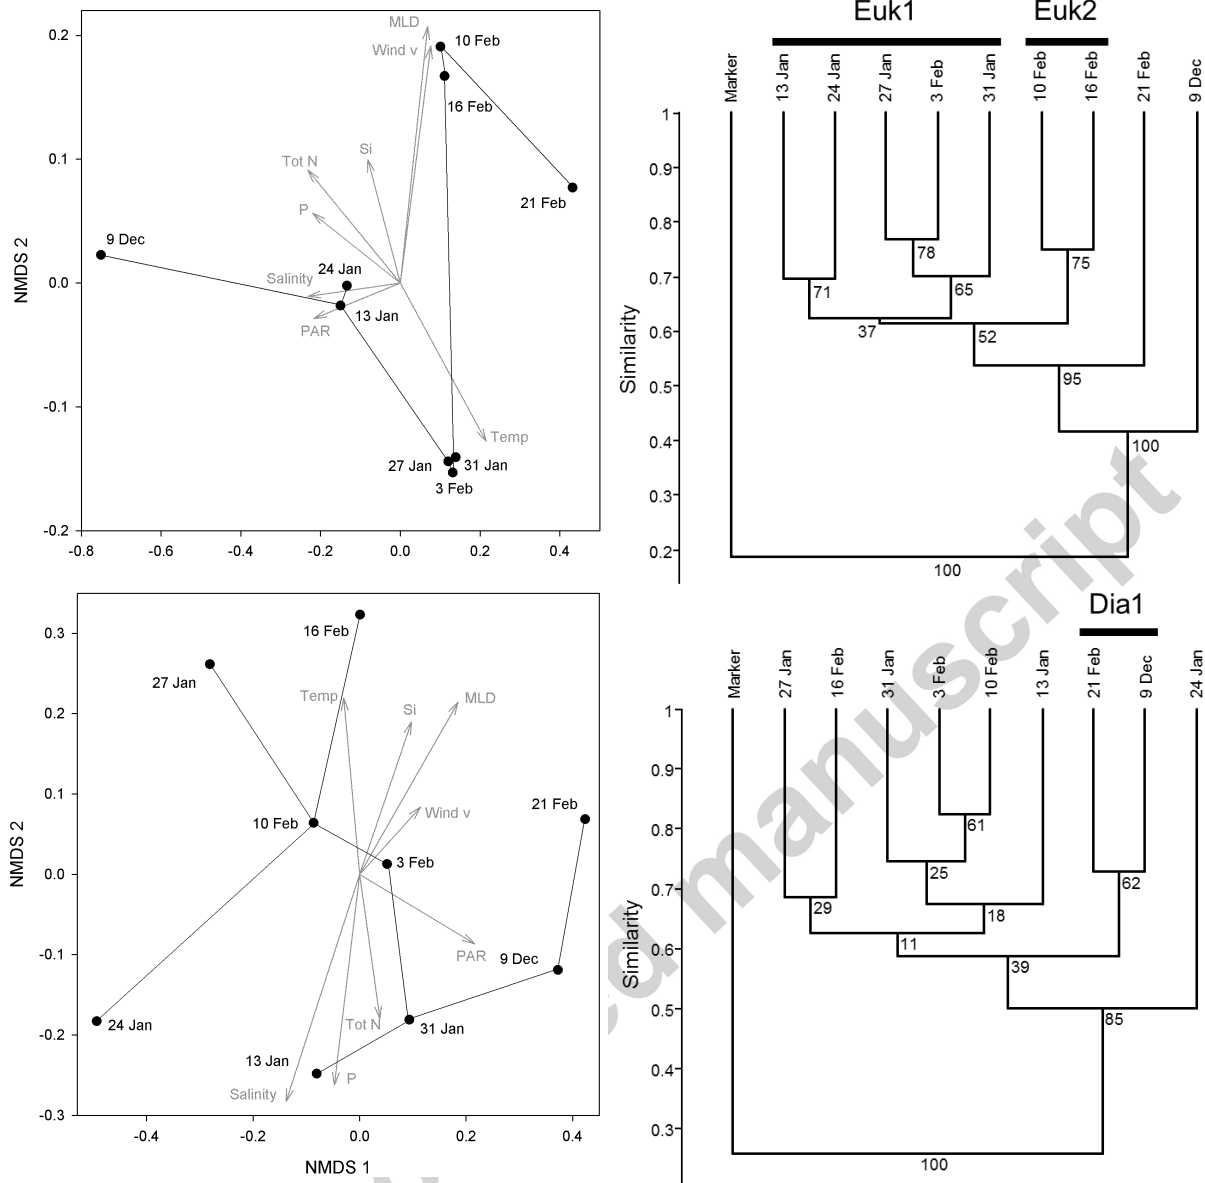 0.2
0.1
0.0
-0.1
-0.2
NMDS 2
-0.8
-0.6
-0.4
-0.2
0.0
0.2
0.4
MLD
Wind v
10 Feb
16 Feb
Si
Tot N
P
21 Feb
9 Dec
24 Jan
Salinity
13 Jan
PAR
Temp
27 Jan
31 Jan
3 Feb
Euk1
Euk2
Marker
13 Jan
24 Jan
27 Jan
3 Feb
31 Jan
10 Feb
16 Feb
21 Feb
9 Dec
1
0.9
0.8
0.7
0.6
0.5
0.4
0.3
0.2
Similarity
78
75
71
65
37
52
95
100
100
0.3
0.2
0.1
0.0
-0.1
-0.2
-0.3
NMDS 2
-0.4
-0.2
0.0
0.2
0.4
NMDS 1
16 Feb
27 Jan
Temp
Si
MLD
21 Feb
Wind v
10 Feb
3 Feb
PAR
9 Dec
24 Jan
Tot N
31 Jan
13 Jan
P
Salinity
Dia1
Marker
27 Jan
16 Feb
31 Jan
3 Feb
10 Feb
13 Jan
21 Feb
9 Dec
24 Jan
1
0.9
0.8
0.7
0.6
0.5
0.4
0.3
Similarity
61
25
62
29
18
11
39
85
100
manuscript